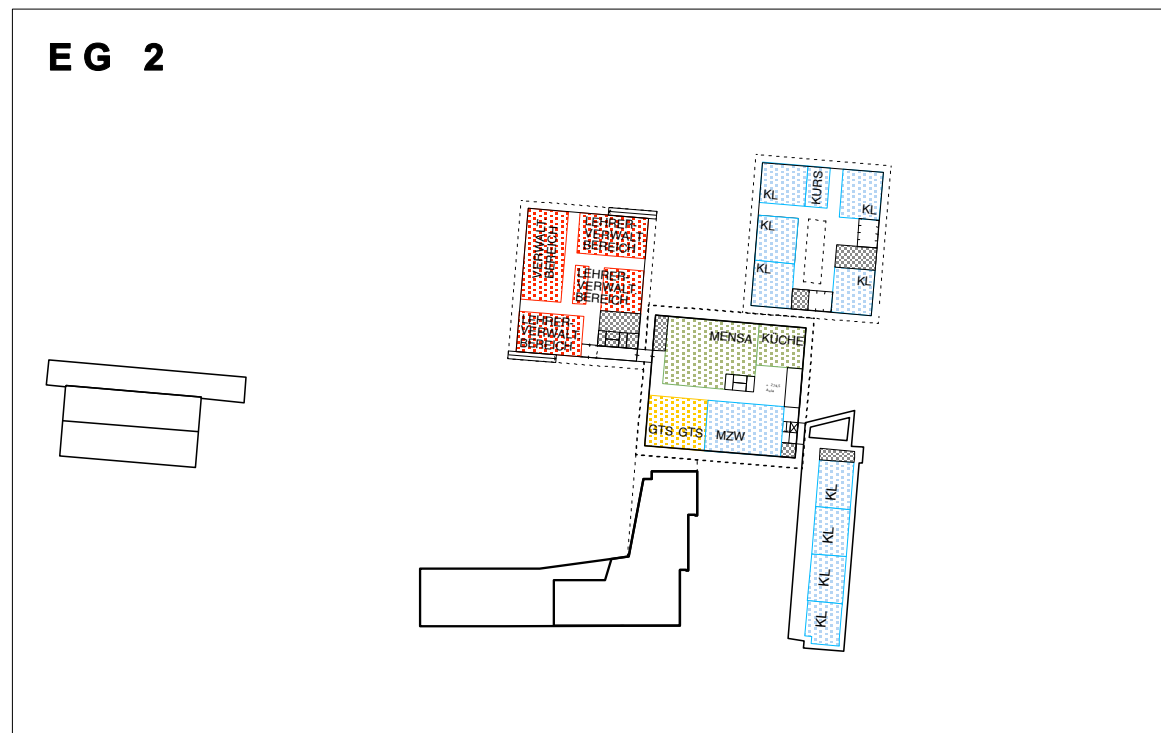 EG 2
KL
KURS
KL
KL
KL
KL
VERWALT
BEREICH
LEHRER-
VERWALT
BEREICH
LEHRER-
VERWALT
BEREICH
LEHRER-
VERWALT
BEREICH
MENSA
KÜCHE
GTS
GTS
MZW
KL
KL
KL
KL